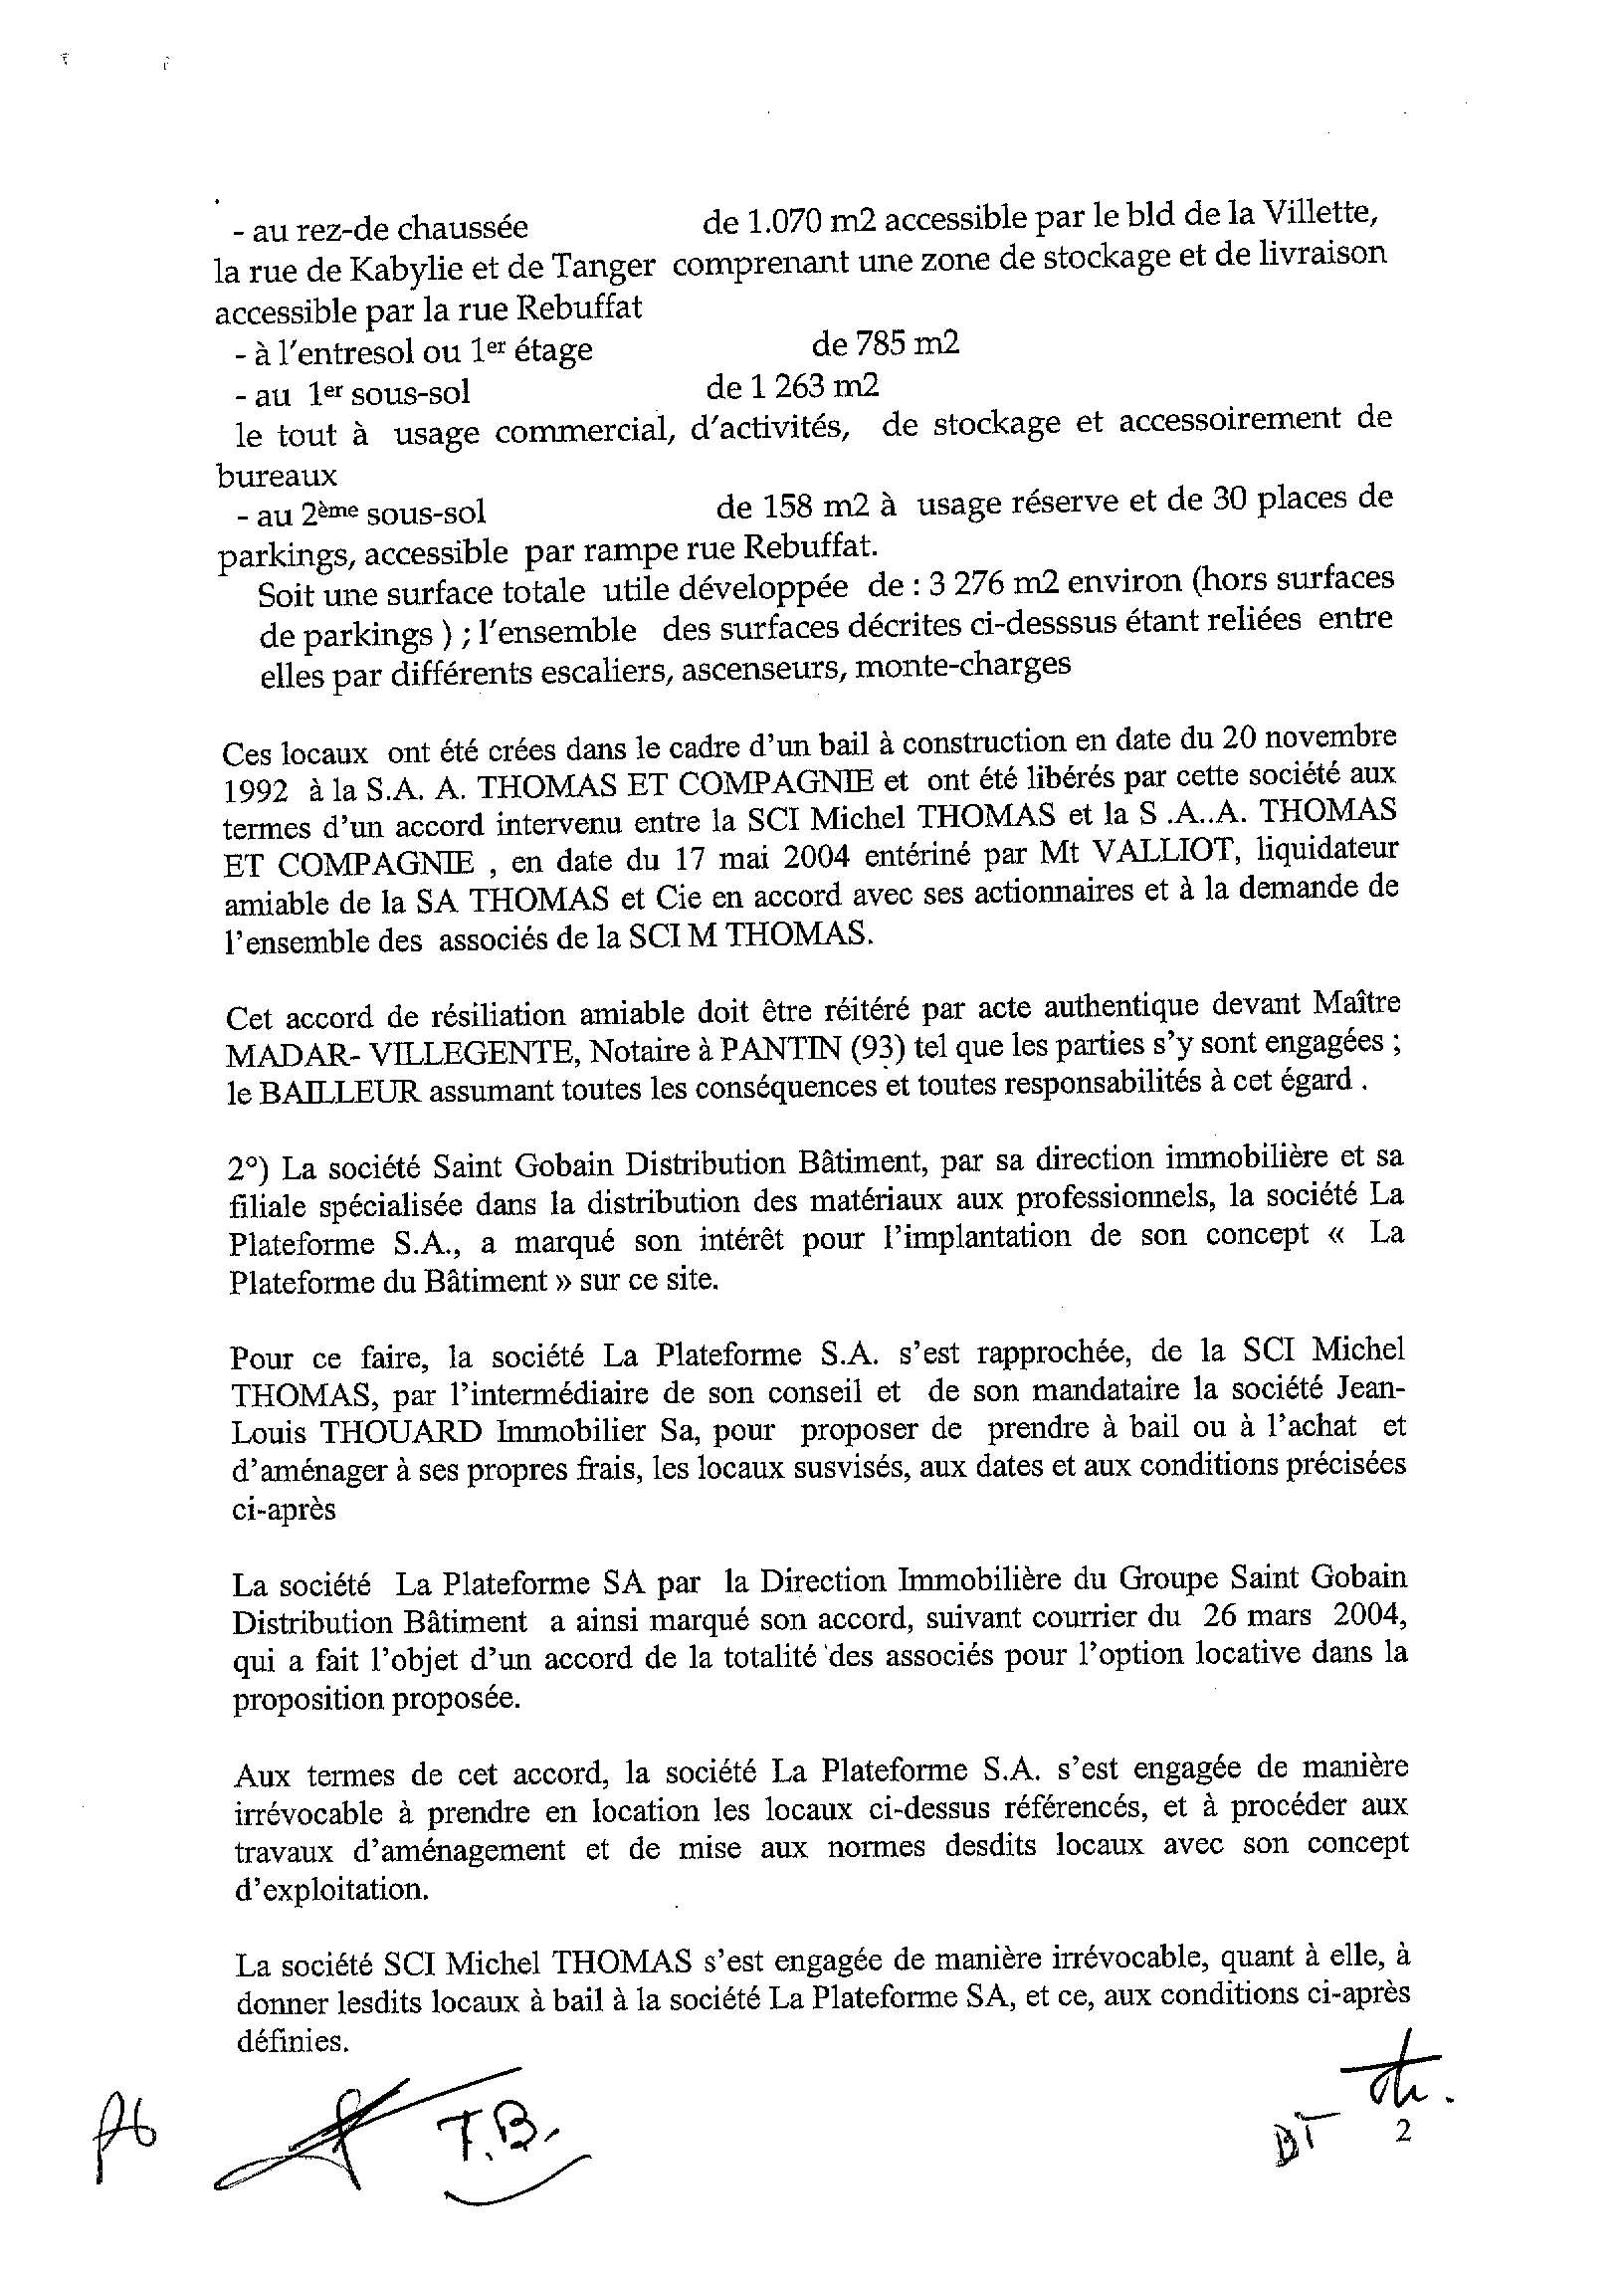 - au rez-de chaussée de 1.070 m2 accessible par le bld de la Villette,
la rue de Kabylie et de Tanger comprenant une zone de stockage et de livraison
accessible par la rue Rebuffat
- à l'entresol ou 1er étage de 785 m2
- au 1er sous-sol de 1 263 m2
le tout à usage commercial, d'activités, de stockage et accessoirement de
bureaux
- au 2ème sous-sol de 158 m2 à usage réserve et de 30 places de
parkings, accessible par rampe rue Rebuffat.
Soit une surface totale utile développée de : 3 276 m2 environ (hors surfaces
de parkings ) ; l'ensemble des surfaces décrites ci-desssus étant reliées entre
elles par différents escaliers, ascenseurs, monte-charges
Ces locaux ont été crées dans le cadre d'un bail à construction en date du 20 novembre
1992 à la S.A. A. THOMAS ET COMPAGNIE et ont été libérés par cette société aux
termes d'un accord intervenu entre la SCI Michel THOMAS et la S .A..A. THOMAS
ET COMPAGNIE , en date du 17 mai 2004 entériné par Mt VALLIOT, liquidateur
amiable de la SA THOMAS et Cie en accord avec ses actionnaires et à la demande de
l'ensemble des associés de la SCI M THOMAS.
Cet accord de résiliation amiable doit être réitéré par acte authentique devant Maître
MADAR- VILLEGENTE, Notaire à PANTIN (93) tel que les parties s'y sont engagées ;
le BAILLEUR assumant toutes les conséquences et toutes responsabilités à cet égard .
2°) La société Saint Gobain Distribution Bâtiment, par sa direction immobilière et sa
filiale spécialisée dans la distribution des matériaux aux professionnels, la société La
Plateforme S.A., a marqué son intérêt pour l'implantation de son concept « La
Plateforme du Bâtiment » sur ce site.
Pour ce faire, la société La Plateforme S.A. s'est rapprochée, de la SCI Michel
THOMAS, par l'intermédiaire de son conseil et de son mandataire la société Jean-
Louis THOUARD Immobilier Sa, pour proposer de prendre à bail ou à l'achat et
d'aménager à ses propres frais, les locaux susvisés, aux dates et aux conditions précisées
ci-après
La société La Plateforme SA par la Direction Immobilière du Groupe Saint Gobain
Distribution Bâtiment a ainsi marqué son accord, suivant courrier du 26 mars 2004,
qui a fait l'objet d'un accord de la totalité des associés pour l'option locative dans la
proposition proposée.
Aux termes de cet accord, la société La Plateforme S.A. s'est engagée de manière
irrévocable à prendre en location les locaux ci-dessus référencés, et à procéder aux
travaux d'aménagement et de mise aux normes desdits locaux avec son concept
d'exploitation.
La société SCI Michel THOMAS s'est engagée de manière irrévocable, quant à elle, à
donner lesdits locaux à bail à la société La Plateforme SA, et ce, aux conditions ci-après
définies.
T.B.
BT
2